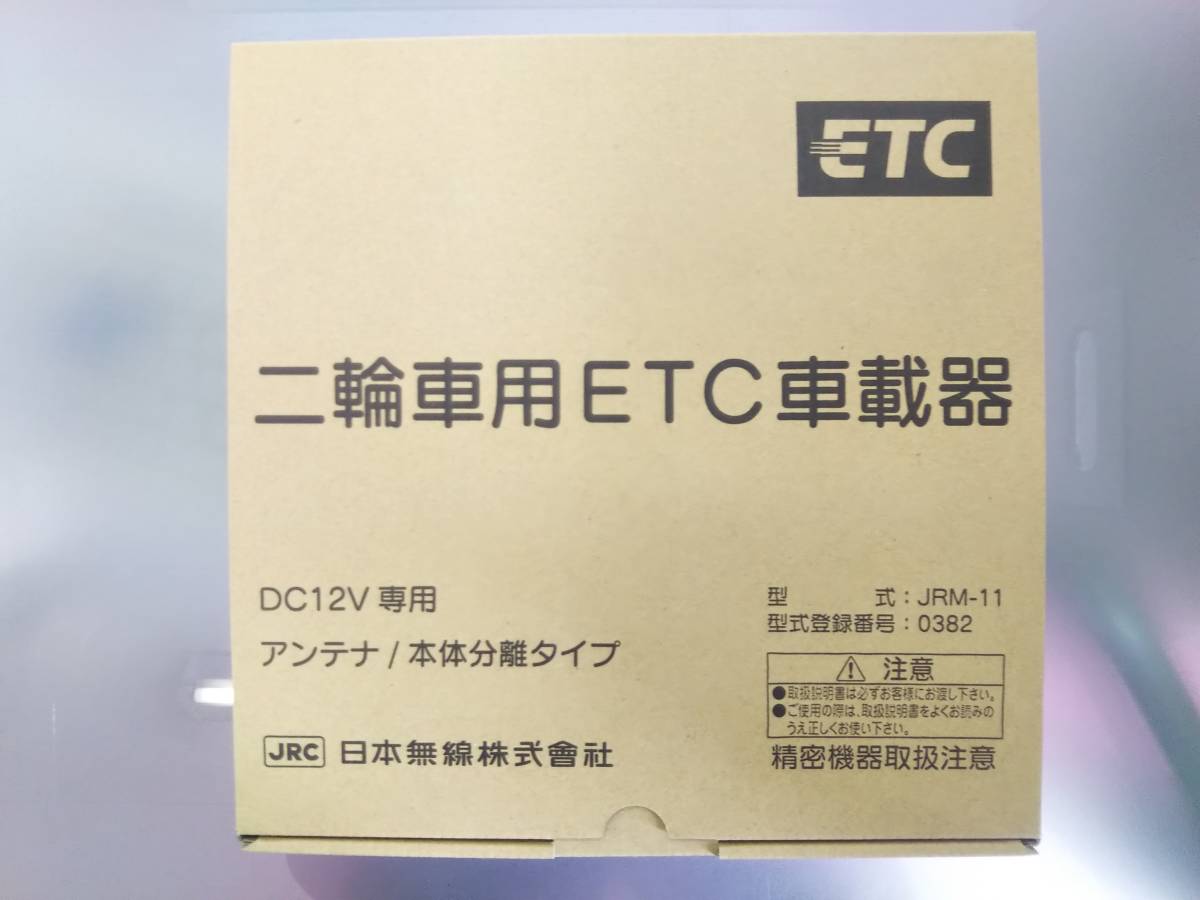 ETC
二輪車用ETC車載器
DC12V 専用
アンテナ / 本体分離タイプ
JRC 日本無線株式會社
型 式 : JRM-11
型式登録番号 : 0382
⚠ 注意
●取扱説明書は必ずお客様にお渡し下さい。
●ご使用の際は、取扱説明書をよくお読みの
うえ正しくお使い下さい。
精密機器取扱注意